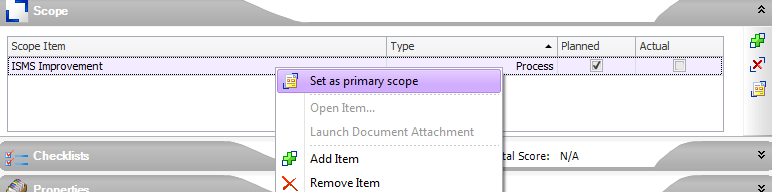 Scope
Scope Item Type Planned Actual
ISMS Improvement Process
Set as primary scope
Open Item...
Launch Document Attachment
Checklists tal Score: N/A
Add Item
Remove Item
Properties